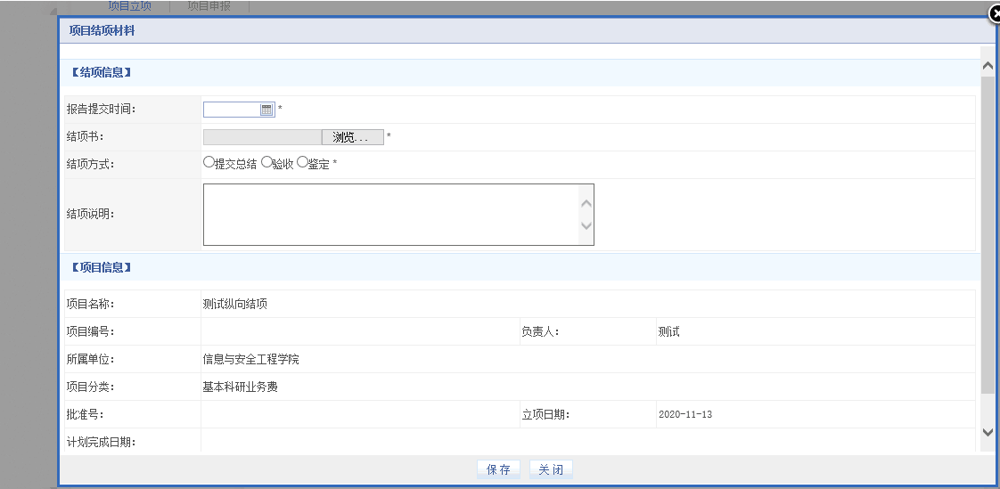 项目立项 项目申报
项目结项材料
【结项信息】
报告提交时间： *
结项书： 浏览... *
结项方式： 提交总结 验收 鉴定 *
结项说明：
【项目信息】
项目名称： 测试纵向结项
项目编号： 负责人： 测试
所属单位： 信息与安全工程学院
项目分类： 基本科研业务费
批准号： 立项日期： 2020-11-13
计划完成日期：
保存 关闭